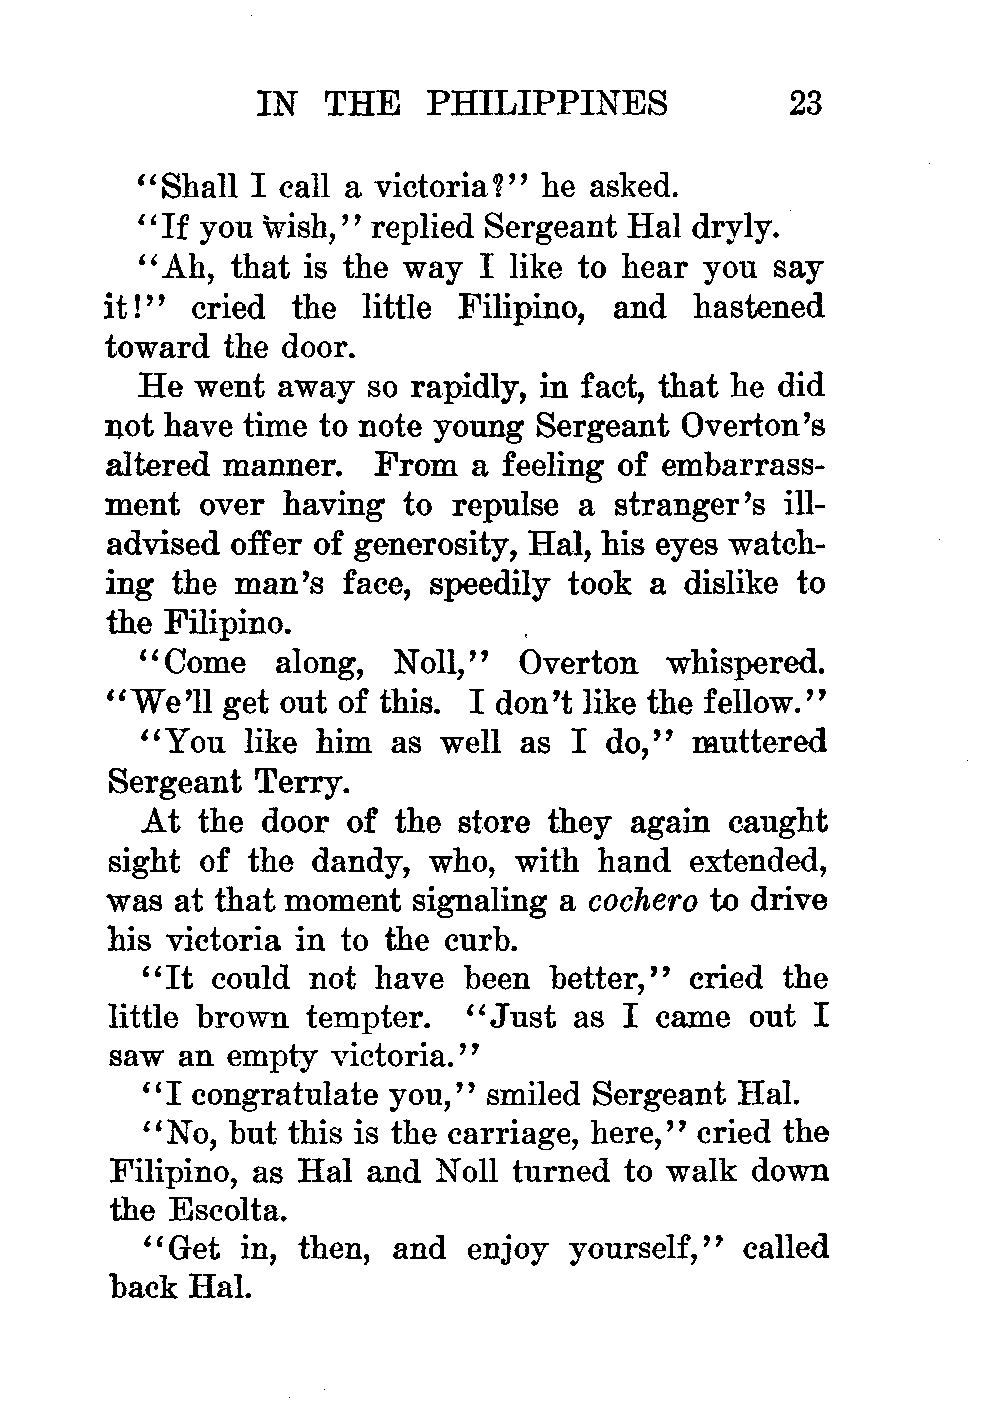 IN THE PHILIPPINES 23
"Shall I call a victoria?" he asked.
"If you wish," replied Sergeant Hal dryly.
"Ah, that is the way I like to hear you say
it!" cried the little Filipino, and hastened
toward the door.
He went away so rapidly, in fact, that he did
not have time to note young Sergeant Overton's
altered manner. From a feeling of embarrass-
ment over having to repulse a stranger's ill-
advised offer of generosity, Hal, his eyes watch-
ing the man's face, speedily took a dislike to
the Filipino.
"Come along, Noll," Overton whispered.
"We'll get out of this. I don't like the fellow."
"You like him as well as I do," muttered
Sergeant Terry.
At the door of the store they again caught
sight of the dandy, who, with hand extended,
was at that moment signaling a cochero to drive
his victoria in to the curb.
"It could not have been better," cried the
little brown tempter. "Just as I came out I
saw an empty victoria."
"I congratulate you," smiled Sergeant Hal.
"No, but this is the carriage, here," cried the
Filipino, as Hal and Noll turned to walk down
the Escolta.
"Get in, then, and enjoy yourself," called
back Hal.